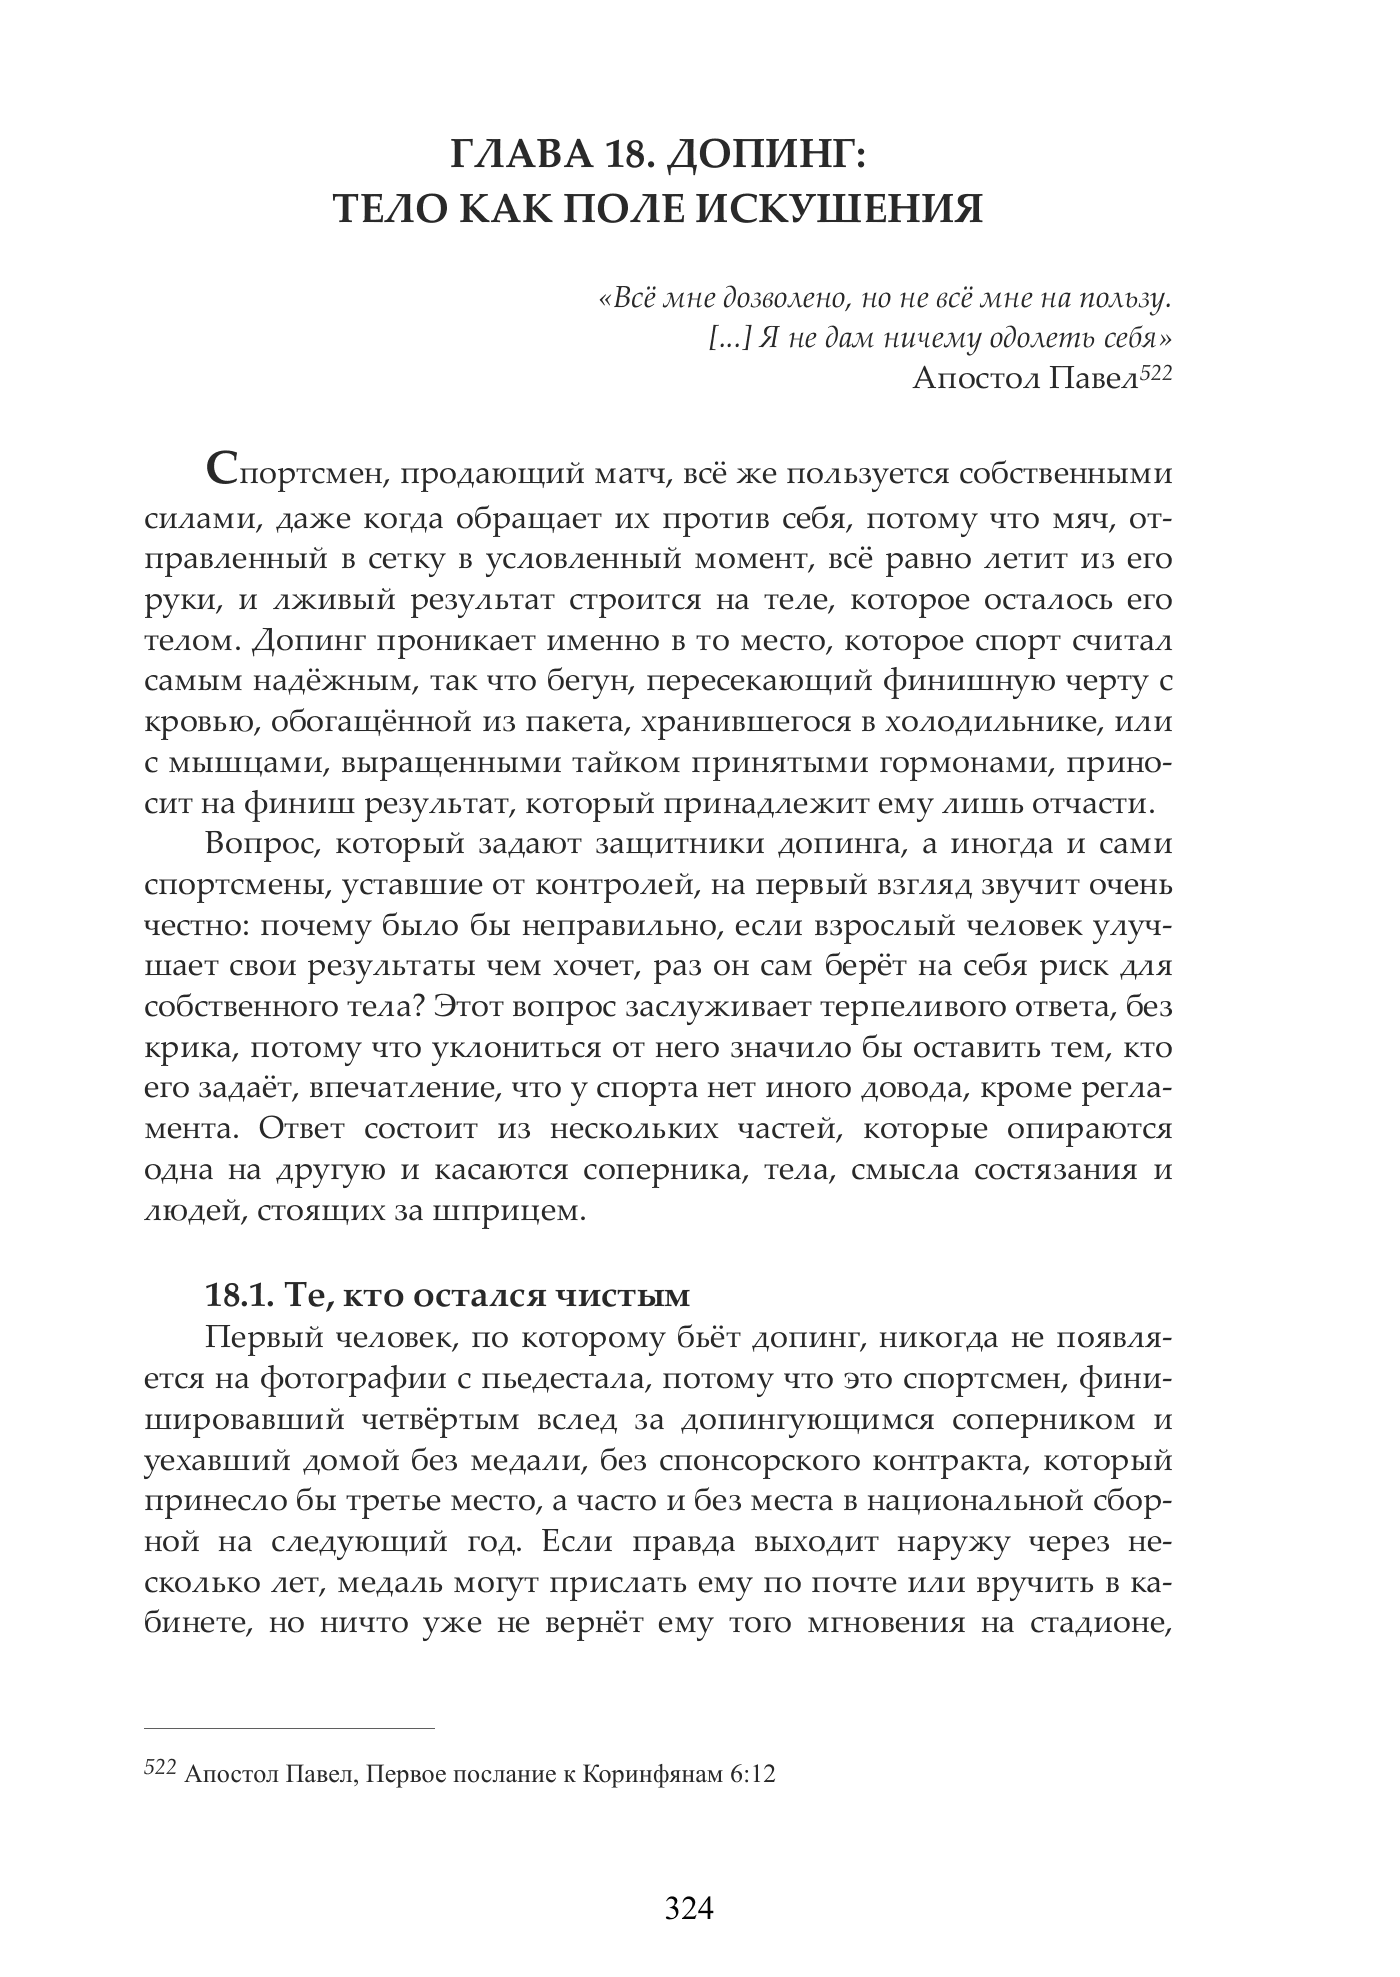 ГЛАВА 18. ДОПИНГ:
ТЕЛО КАК ПОЛЕ ИСКУШЕНИЯ
«Всё мне дозволено, но не всё мне на пользу.
[...] Я не дам ничему одолеть себя»
Апостол Павел522
Спортсмен, продающий матч, всё же пользуется собственными
силами, даже когда обращает их против себя, потому что мяч, от-
правленный в сетку в условленный момент, всё равно летит из его
руки, и лживый результат строится на теле, которое осталось его
телом. Допинг проникает именно в то место, которое спорт считал
самым надёжным, так что бегун, пересекающий финишную черту с
кровью, обогащённой из пакета, хранившегося в холодильнике, или
с мышцами, выращенными тайком принятыми гормонами, прино-
сит на финиш результат, который принадлежит ему лишь отчасти.
Вопрос, который задают защитники допинга, а иногда и сами
спортсмены, уставшие от контролей, на первый взгляд звучит очень
честно: почему было бы неправильно, если взрослый человек улуч-
шает свои результаты чем хочет, раз он сам берёт на себя риск для
собственного тела? Этот вопрос заслуживает терпеливого ответа, без
крика, потому что уклониться от него значило бы оставить тем, кто
его задаёт, впечатление, что у спорта нет иного довода, кроме регла-
мента. Ответ состоит из нескольких частей, которые опираются
одна на другую и касаются соперника, тела, смысла состязания и
людей, стоящих за шприцем.
18.1. Те, кто остался чистым
Первый человек, по которому бьёт допинг, никогда не появля-
ется на фотографии с пьедестала, потому что это спортсмен, фини-
шировавший четвёртым вслед за допингующимся соперником и
уехавший домой без медали, без спонсорского контракта, который
принесло бы третье место, а часто и без места в национальной сбор-
ной на следующий год. Если правда выходит наружу через не-
сколько лет, медаль могут прислать ему по почте или вручить в ка-
бинете, но ничто уже не вернёт ему того мгновения на стадионе,
522 Апостол Павел, Первое послание к Коринфянам 6:12
324